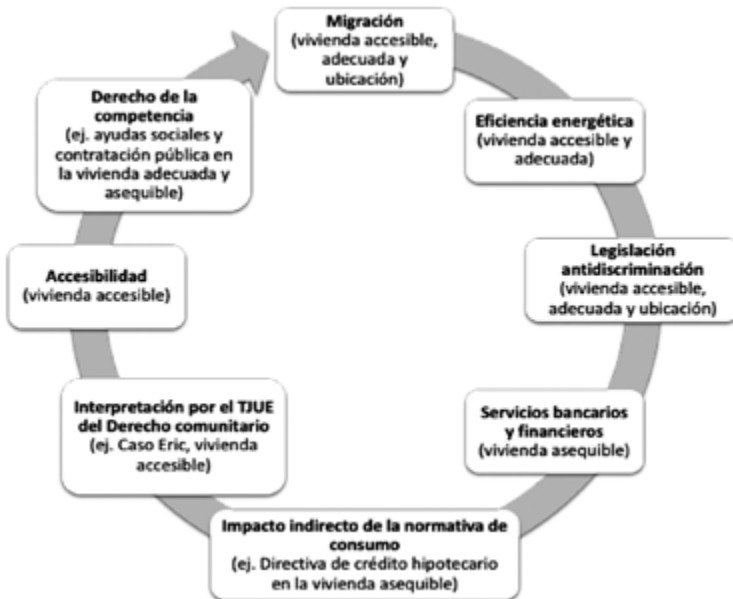 Migración
(vivienda accesible,
adecuada y
ubicación)
Eficiencia energética
(vivienda accesible y
adecuada)
Legislación
antidiscriminación
(vivienda accesible,
adecuada y ubicación)
Servicios bancarios
y financieros
(vivienda asequible)
Impacto indirecto de la normativa de
consumo
(ej. Directiva de crédito hipotecario
en la vivienda asequible)
Interpretación por el TJUE
del Derecho comunitario
(ej. Caso Eric, vivienda
accesible)
Accesibilidad
(vivienda accesible)
Derecho de la
competencia
(ej. ayudas sociales y
contratación pública en
la vivienda adecuada y
asequible)